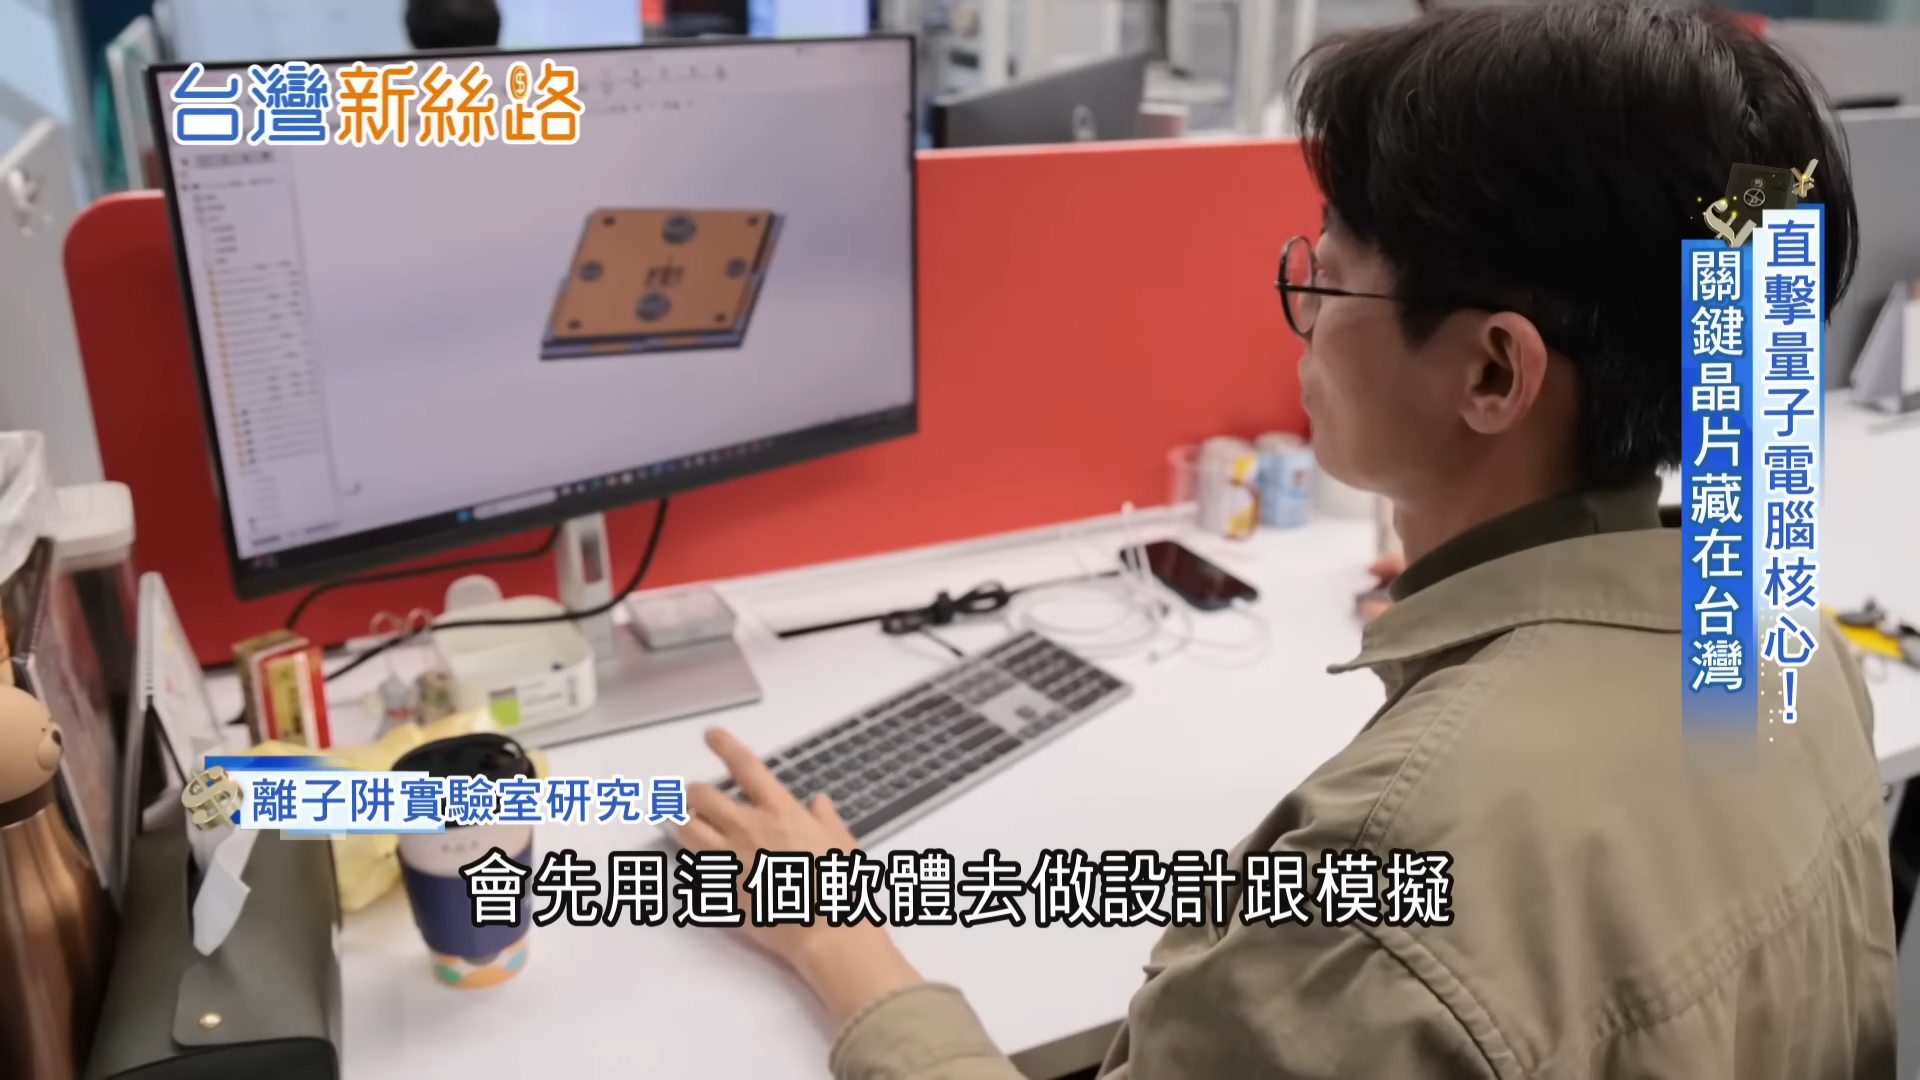 台灣新絲路
直擊量子電腦核心！
關鍵晶片藏在台灣
離子阱實驗室研究員
會先用這個軟體去做設計跟模擬